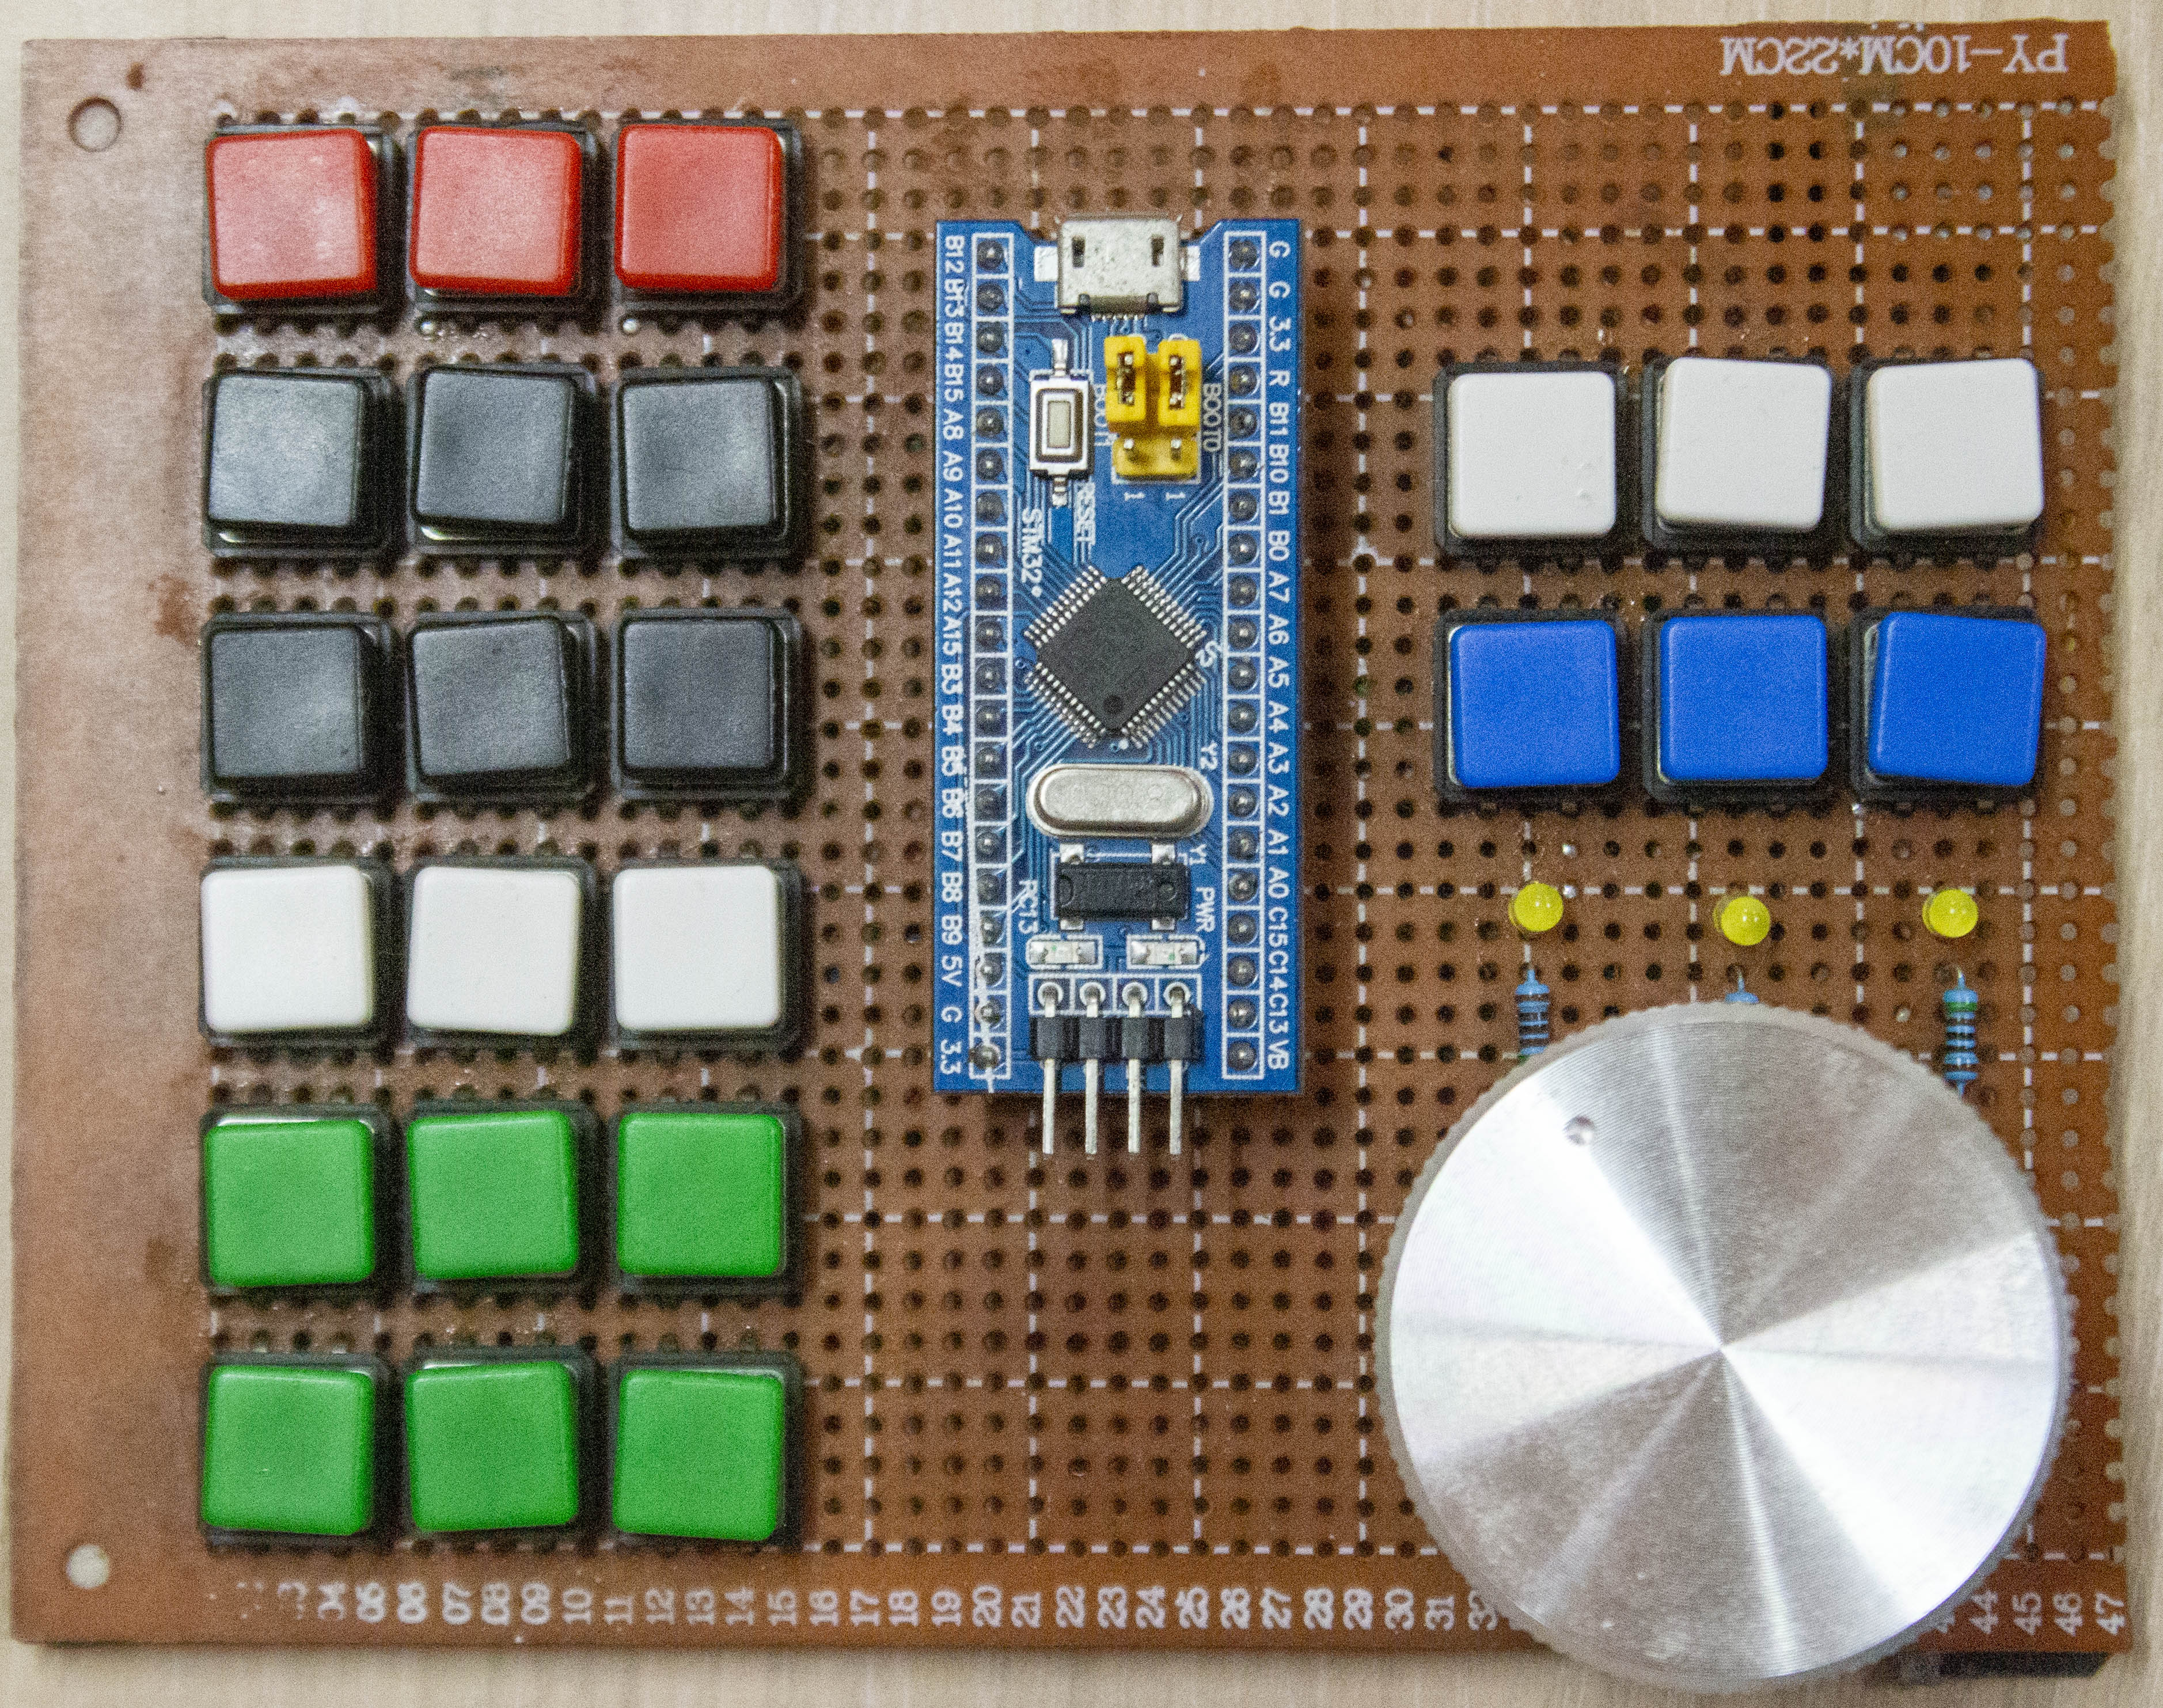 PY-10CM*22CM
B12 B13 B14 B15 A8 A9 A10 A11 A12 A15 B3 B4 B5 B6 B7 B8 B9 5V G 3.3
G G 3.3 R B11 B10 B1 B0 A7 A6 A5 A4 A3 A2 A1 A0 C15 C14 C13 VB
BOOT1
BOOT0
1 1
RESET
STM32
Y2
Y1
PWR
04 05 06 07 08 09 10 11 12 13 14 15 16 17 18 19 20 21 22 23 24 25 26 27 28 29 30 31 44 45 46 47